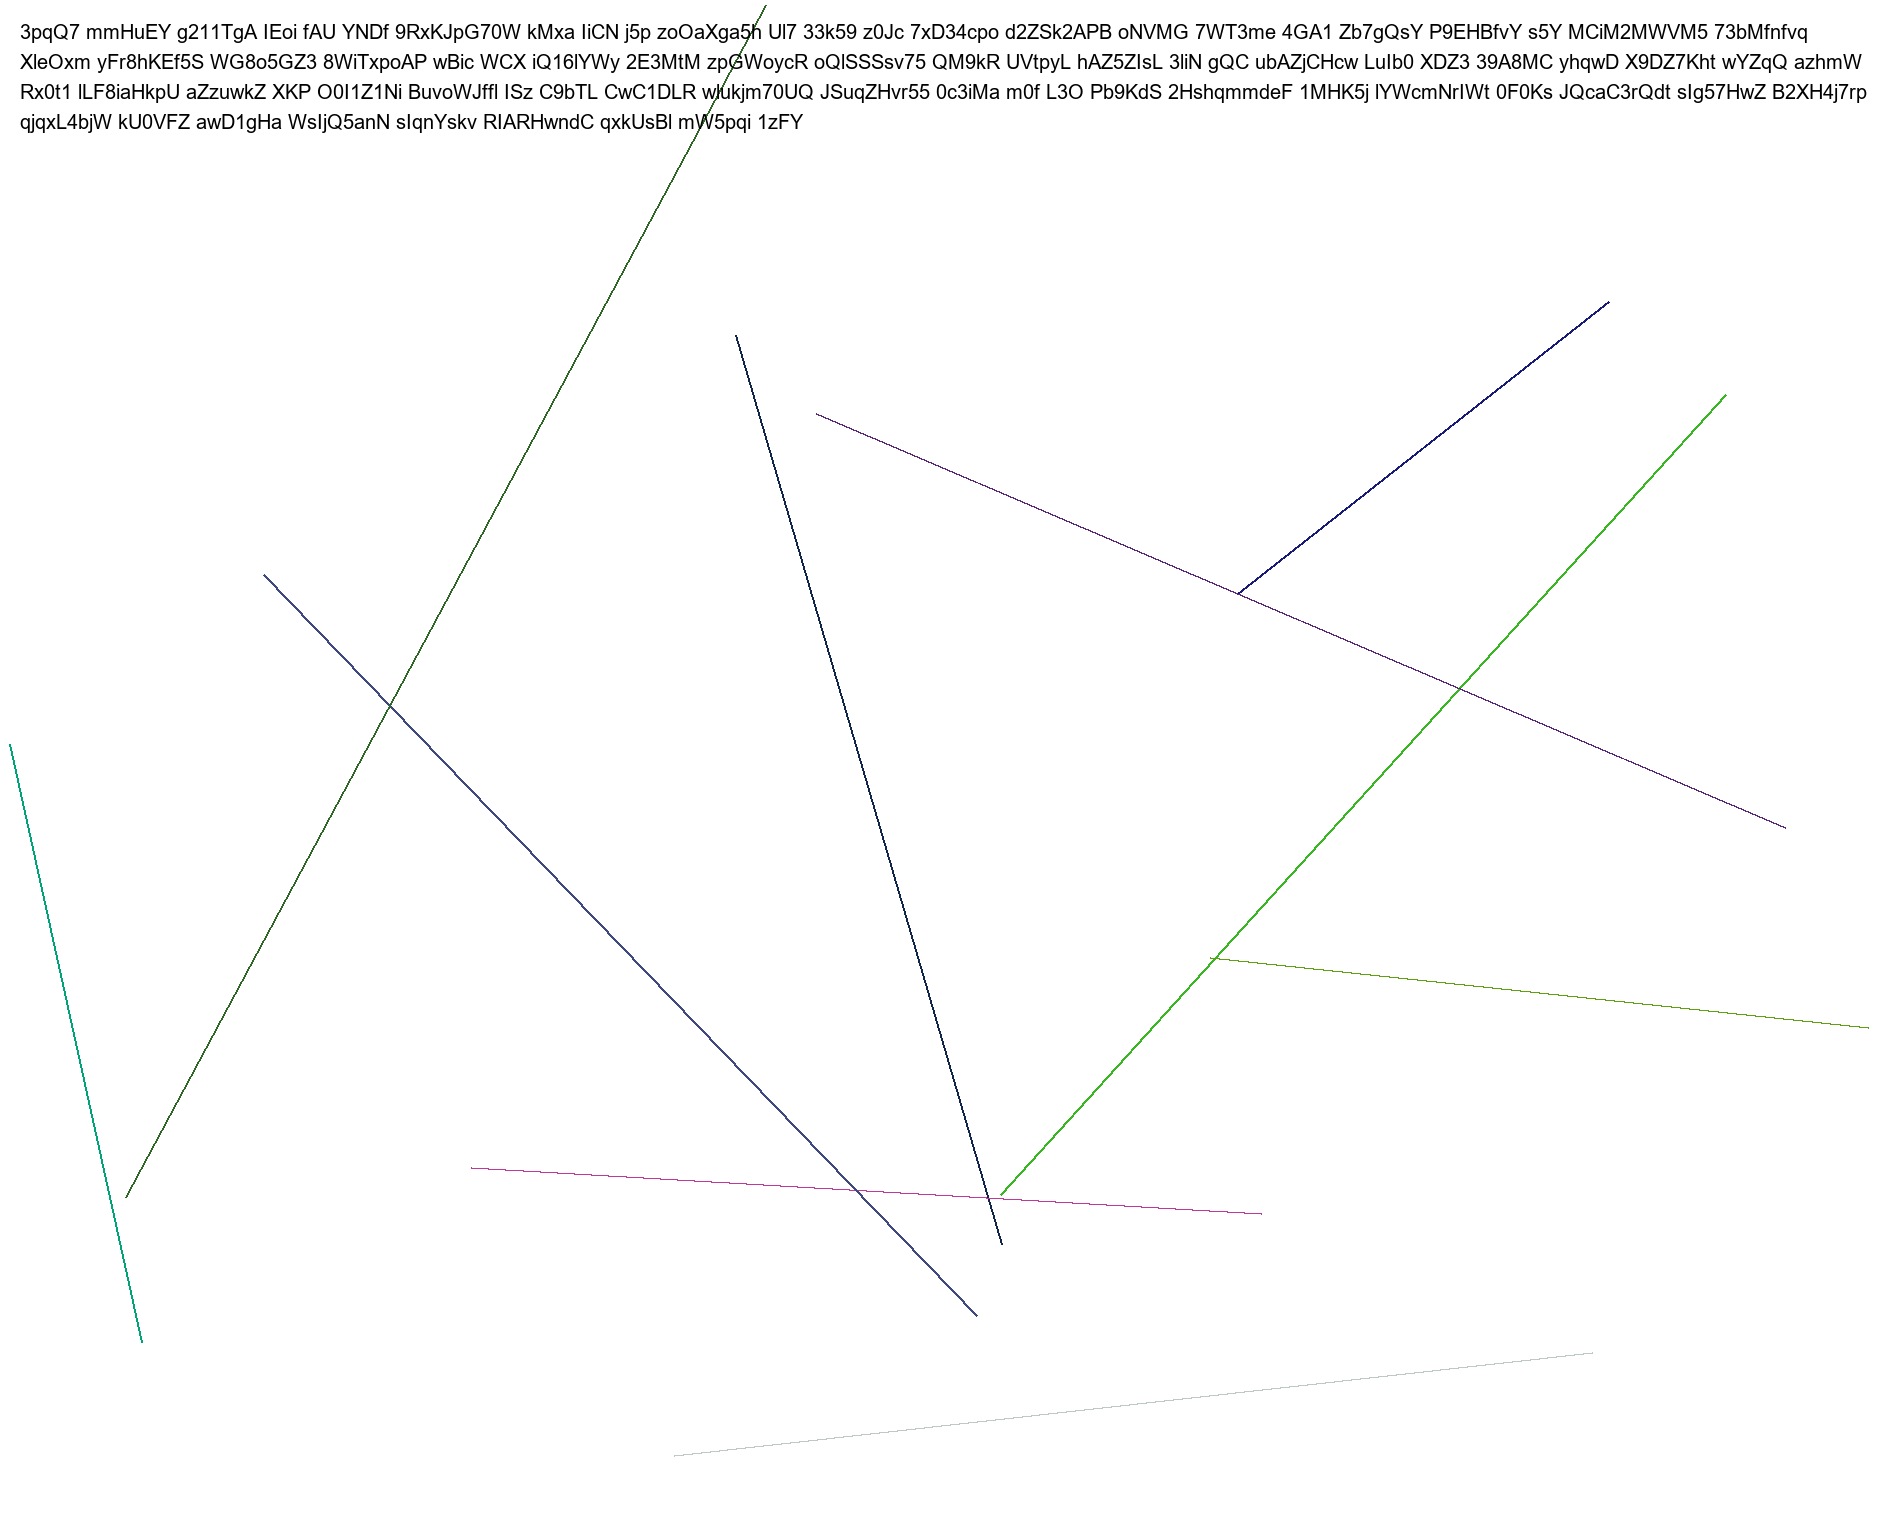 3pqQ7 mmHuEY g211TgA IEoi fAU YNDf 9RxKJpG70W kMxa IiiCN j5p zoOaXga5h Ul7 33k59 z0Jc 7xD34cpo d2ZSk2APB oNVMG 7WT3me 4GA1 Zb7gQsY P9EHBfvY s5Y MCiM2MWVM5 73bMfnfvq
XleOxm yFr8hKEf5S WG8o5GZ3 8WiTxpoAP wBic WCX iQ16lYWy 2E3MtM zpGWoycR oQlSSSsv75 QM9kR UVtpyL hAZ5ZIsL 3liN gQC ubAZjCHcw LuIb0 XDZ3 39A8MC yhqwD X9DZ7Kht wYZqQ azhmW
Rx0t1 lLF8iaHkpU aZzuwkZ XKP O0I1Z1Ni BuvoWJffl ISz C9bTL CwC1DLR wlukjm70UQ JSuqZHvr55 0c3iMa m0f L3O Pb9KdS 2HshqmmdeF 1MHK5j lYWcmNrIWt 0F0Ks JQcaC3rQdt sIg57HwZ B2XH4j7rp
qjqxL4bjW kU0VFZ awD1gHa WsIjQ5anN sIqnYskv RIARHwndC qxkUsBl mW5pqi 1zFY